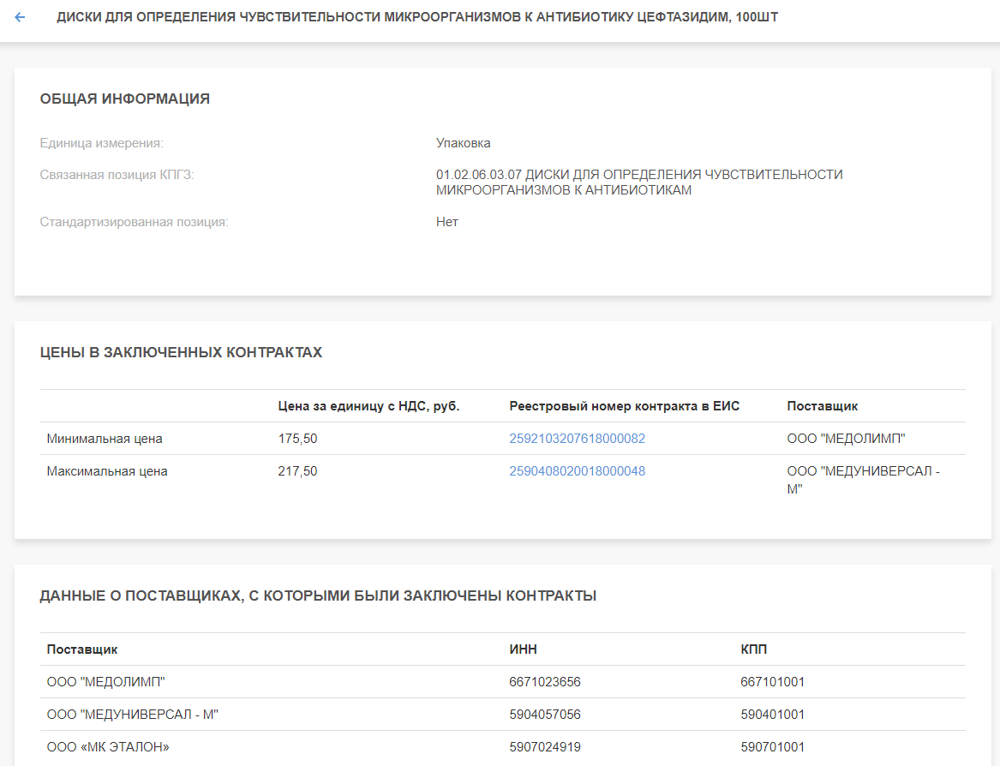 ДИСКИ ДЛЯ ОПРЕДЕЛЕНИЯ ЧУВСТВИТЕЛЬНОСТИ МИКРООРГАНИЗМОВ К АНТИБИОТИКУ ЦЕФТАЗИДИМ, 100ШТ
ОБЩАЯ ИНФОРМАЦИЯ
Единица измерения: Упаковка
Связанная позиция КПГЗ: 01.02.06.03.07 ДИСКИ ДЛЯ ОПРЕДЕЛЕНИЯ ЧУВСТВИТЕЛЬНОСТИ
МИКРООРГАНИЗМОВ К АНТИБИОТИКАМ
Стандартизированная позиция: Нет
ЦЕНЫ В ЗАКЛЮЧЕННЫХ КОНТРАКТАХ
Цена за единицу с НДС, руб. Реестровый номер контракта в ЕИС Поставщик
Минимальная цена 175,50 2592103207618000082 ООО "МЕДОЛИМП"
Максимальная цена 217,50 2590408020018000048 ООО "МЕДУНИВЕРСАЛ -
М"
ДАННЫЕ О ПОСТАВЩИКАХ, С КОТОРЫМИ БЫЛИ ЗАКЛЮЧЕНЫ КОНТРАКТЫ
Поставщик ИНН КПП
ООО "МЕДОЛИМП" 6671023656 667101001
ООО "МЕДУНИВЕРСАЛ - М" 5904057056 590401001
ООО «МК ЭТАЛОН» 5907024919 590701001